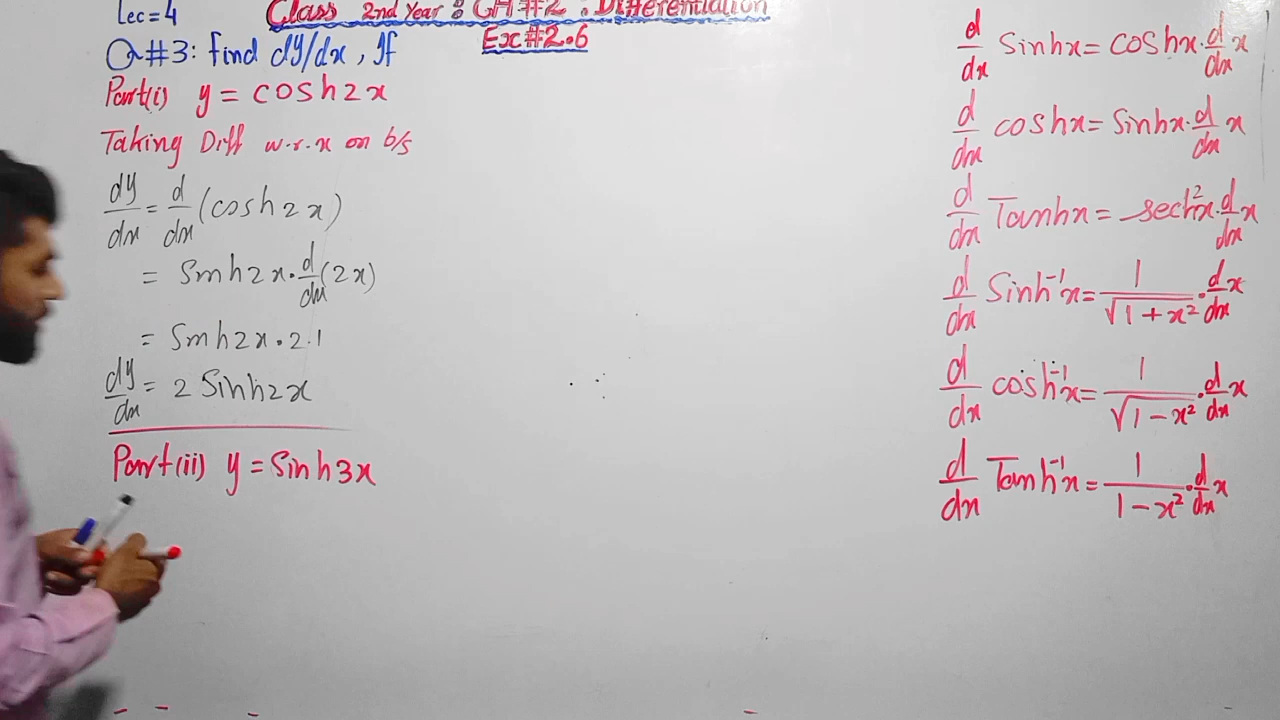 Lec=4
Class 2nd Year : CH#2 : Differentiation
Ex#2.6
Q#3: find dy/dx , If
Part(i) y = cosh2x
Taking Diff w.r.x on b/s
dy/dx = d/dx (cosh2x)
= Sinh2x · d/dx (2x)
= Sinh2x · 2.1
dy/dx = 2 Sinh2x
Part(ii) y = Sinh3x
d/dx Sinhx = coshx · d/dx x
d/dx coshx = Sinhx · d/dx x
d/dx Tanhx = sech²x · d/dx x
d/dx Sinh⁻¹x = 1/√1+x² · d/dx x
d/dx cosh⁻¹x = 1/√1-x² · d/dx x
d/dx Tanh⁻¹x = 1/1-x² · d/dx x